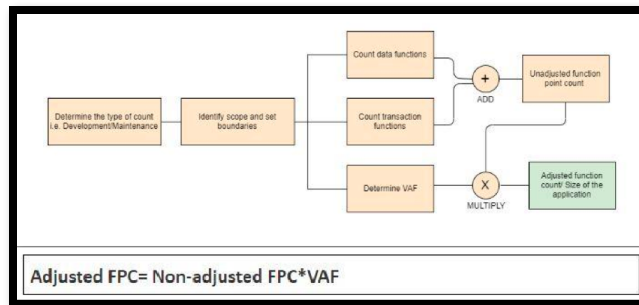 Count data functions
Unadjusted function
point count
+
ADD
Determine the type of count
i.e. Development/Maintenance
Identify scope and set
boundaries
Count transaction
functions
Determine VAF
X
MULTIPLY
Adjusted function
count/ Size of the
application
Adjusted FPC= Non-adjusted FPC*VAF